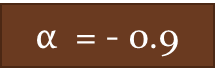 α = - 0.9